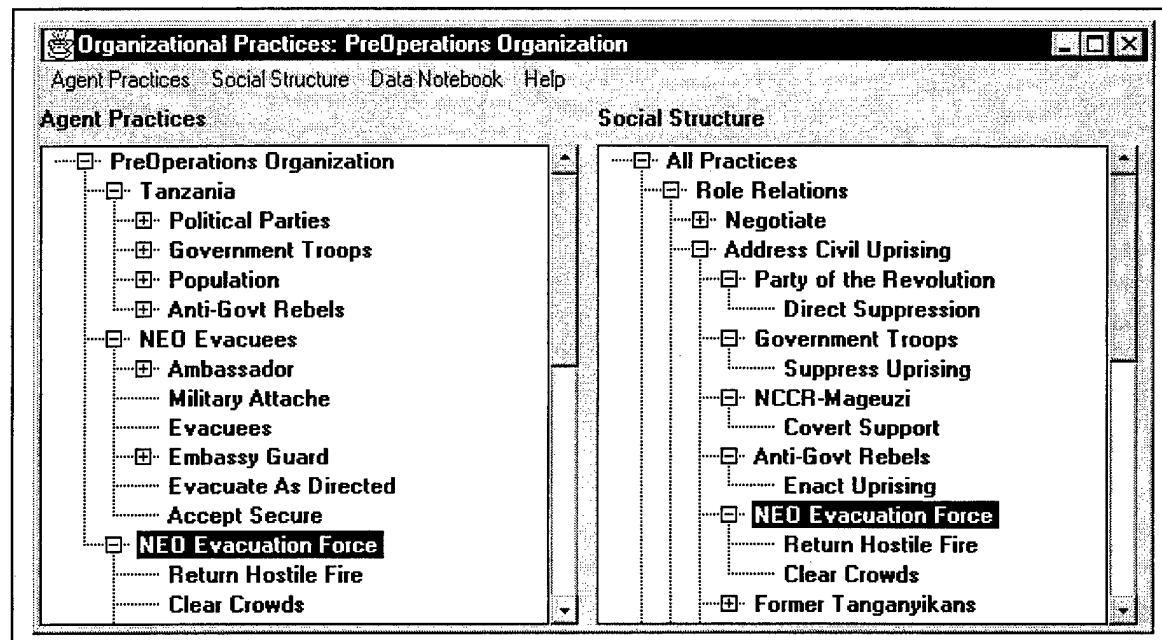 Organizational Practices: PreOperations Organization
Agent Practices Social Structure Data Notebook Help
Agent Practices
PreOperations Organization
Tanzania
Political Parties
Government Troops
Population
Anti-Govt Rebels
NEO Evacuees
Ambassador
Military Attache
Evacuees
Embassy Guard
Evacuate As Directed
Accept Secure
NEO Evacuation Force
Return Hostile Fire
Clear Crowds
Social Structure
All Practices
Role Relations
Negotiate
Address Civil Uprising
Party of the Revolution
Direct Suppression
Government Troops
Suppress Uprising
NCCR-Mageuzi
Covert Support
Anti-Govt Rebels
Enact Uprising
NEO Evacuation Force
Return Hostile Fire
Clear Crowds
Former Tanganyikans